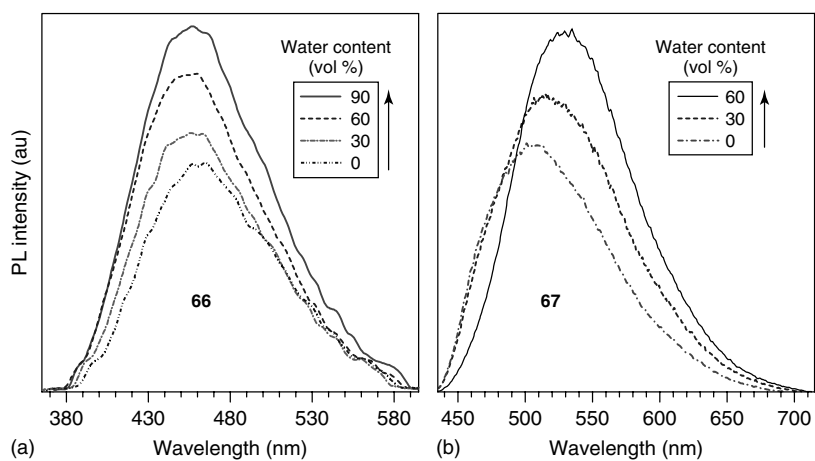 PL intensity (au)
Water content
(vol %)
90
60
30
0
66
380 430 480 530 580
Wavelength (nm)
(a)
Water content
(vol %)
60
30
0
67
450 500 550 600 650 700
Wavelength (nm)
(b)